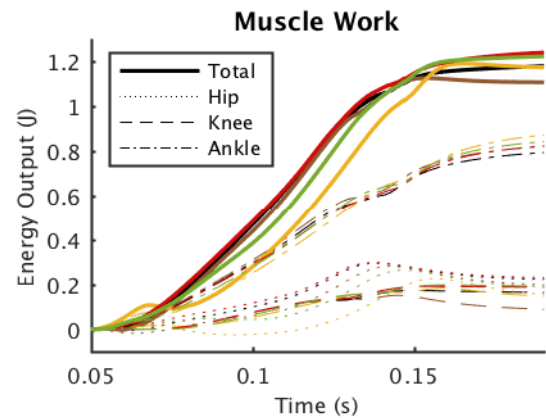 Muscle Work
Total
Hip
Knee
Ankle
Energy Output (J)
1.2
1
0.8
0.6
0.4
0.2
0
0.05
0.1
0.15
Time (s)